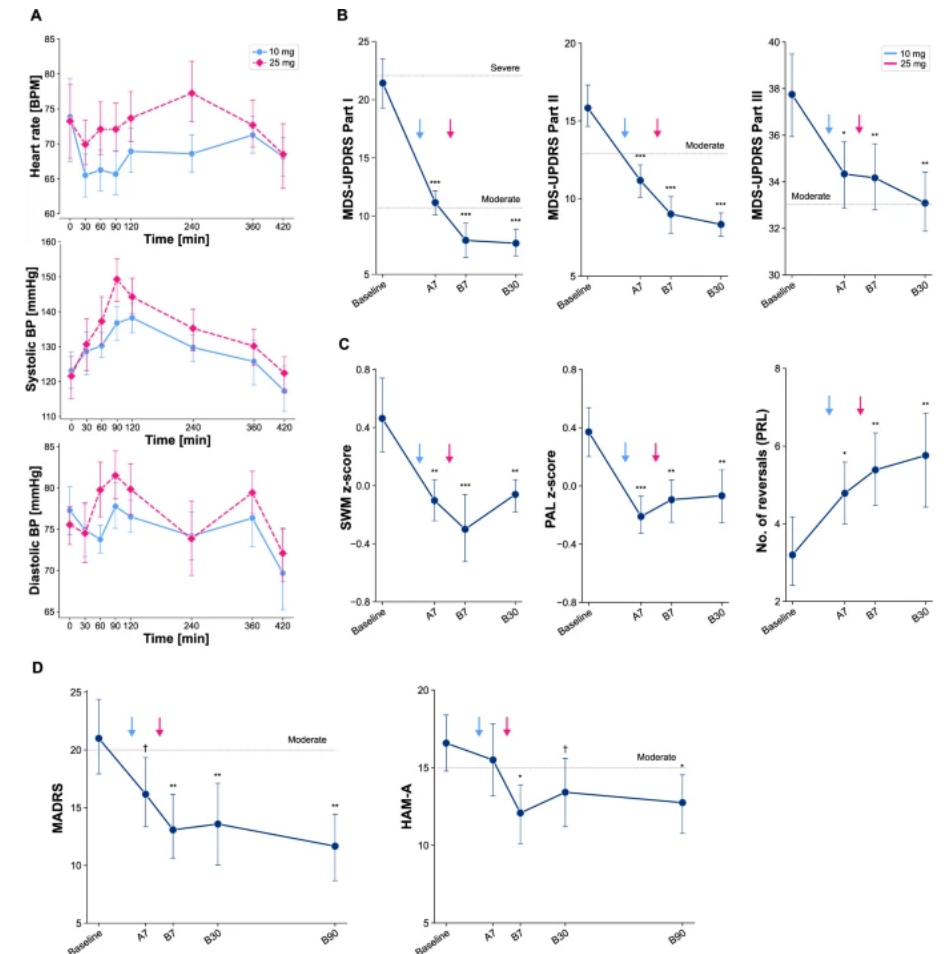 A
85
80
75
70
65
60
Heart rate [BPM]
10 mg
25 mg
0 30 60 90 120 240 360 420
Time [min]
160
150
140
130
120
110
Systolic BP [mmHg]
0 30 60 90 120 240 360 420
Time [min]
85
80
75
70
65
Diastolic BP [mmHg]
0 30 60 90 120 240 360 420
Time [min]
B
25
20
15
10
5
MDS-UPDRS Part I
Severe
Moderate
***
***
***
Baseline A7 B7 B30
20
15
10
5
MDS-UPDRS Part II
Moderate
***
***
***
Baseline A7 B7 B30
40
38
36
34
32
30
MDS-UPDRS Part III
10 mg
25 mg
Moderate
*
**
**
Baseline A7 B7 B30
C
0.8
0.4
0.0
−0.4
−0.8
SWM z-score
**
***
**
Baseline A7 B7 B30
0.8
0.4
0.0
−0.4
−0.8
PAL z-score
***
**
**
Baseline A7 B7 B30
8
6
4
2
No. of reversals (PRL)
*
**
**
Baseline A7 B7 B30
D
25
20
15
10
5
MADRS
Moderate
†
**
**
**
Baseline A7 B7 B30 B90
20
15
10
5
HAM-A
Moderate
*
†
*
Baseline A7 B7 B30 B90